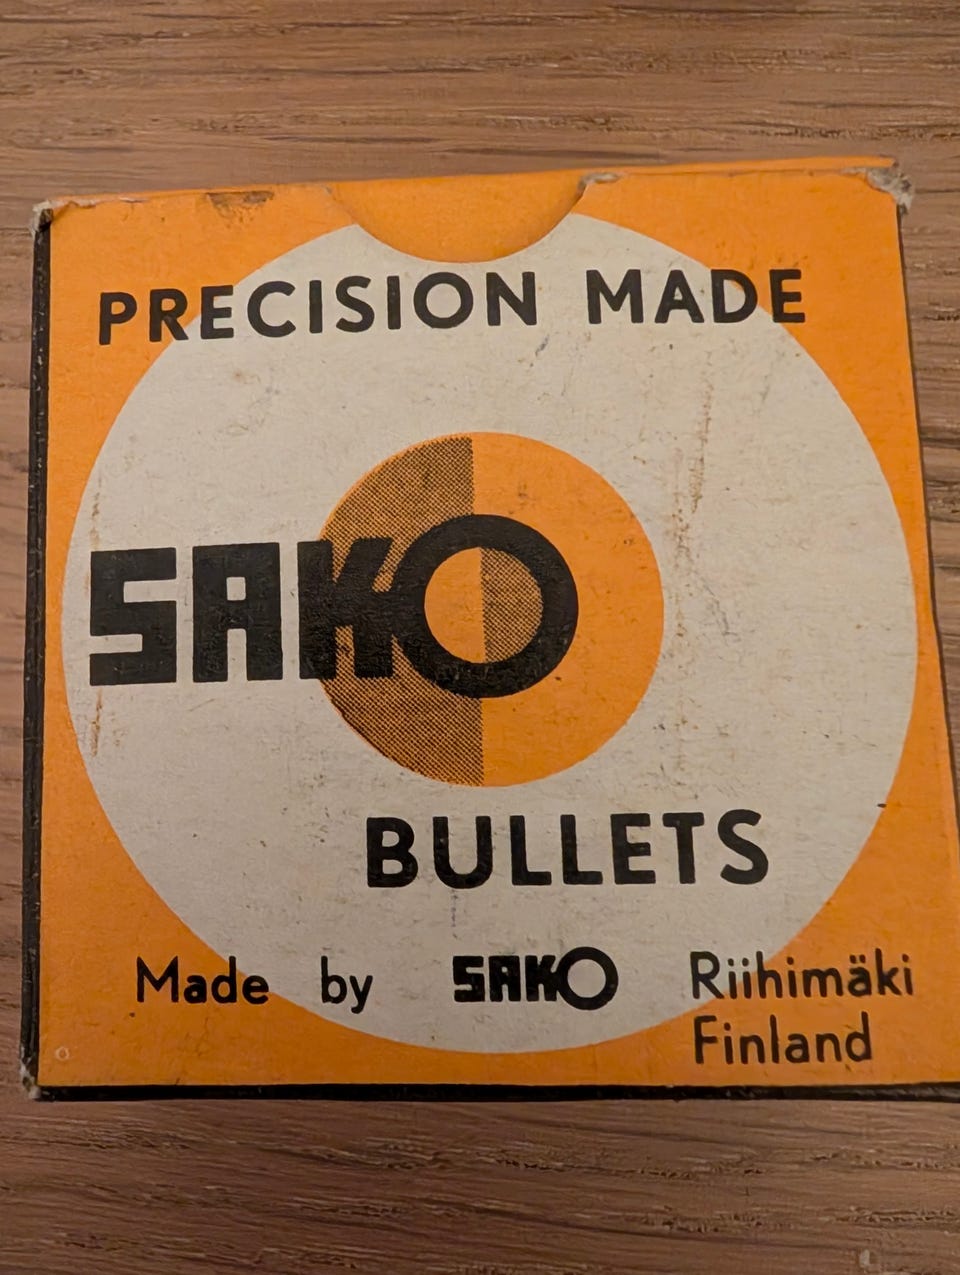 PRECISION MADE
SAKO
BULLETS
Made by SAKO Riihimäki
Finland